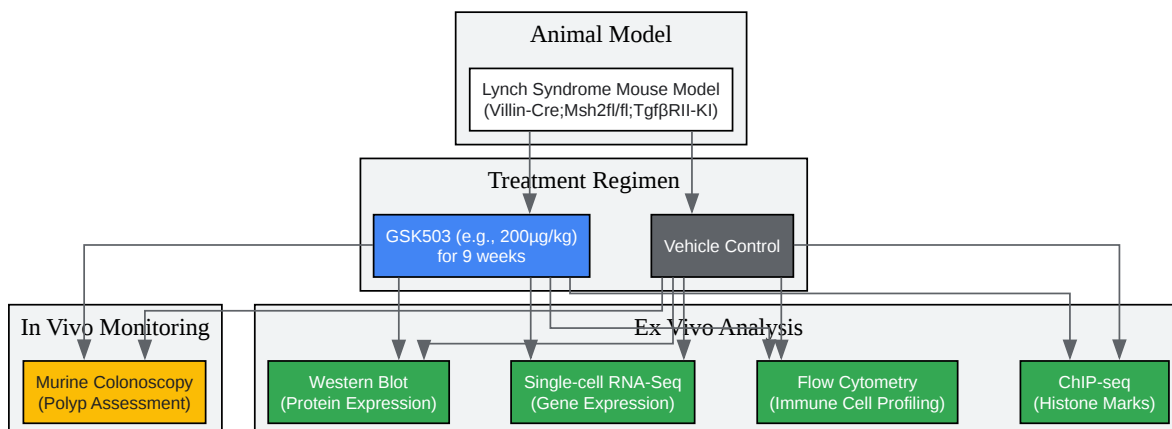 Animal Model
Lynch Syndrome Mouse Model
(Villin-Cre;Msh2fl/fl;TgfβRII-KI)
Treatment Regimen
GSK503 (e.g., 200µg/kg)
for 9 weeks
Vehicle Control
In Vivo Monitoring
Murine Colonoscopy
(Polyp Assessment)
Ex Vivo Analysis
Western Blot
(Protein Expression)
Single-cell RNA-Seq
(Gene Expression)
Flow Cytometry
(Immune Cell Profiling)
ChIP-seq
(Histone Marks)